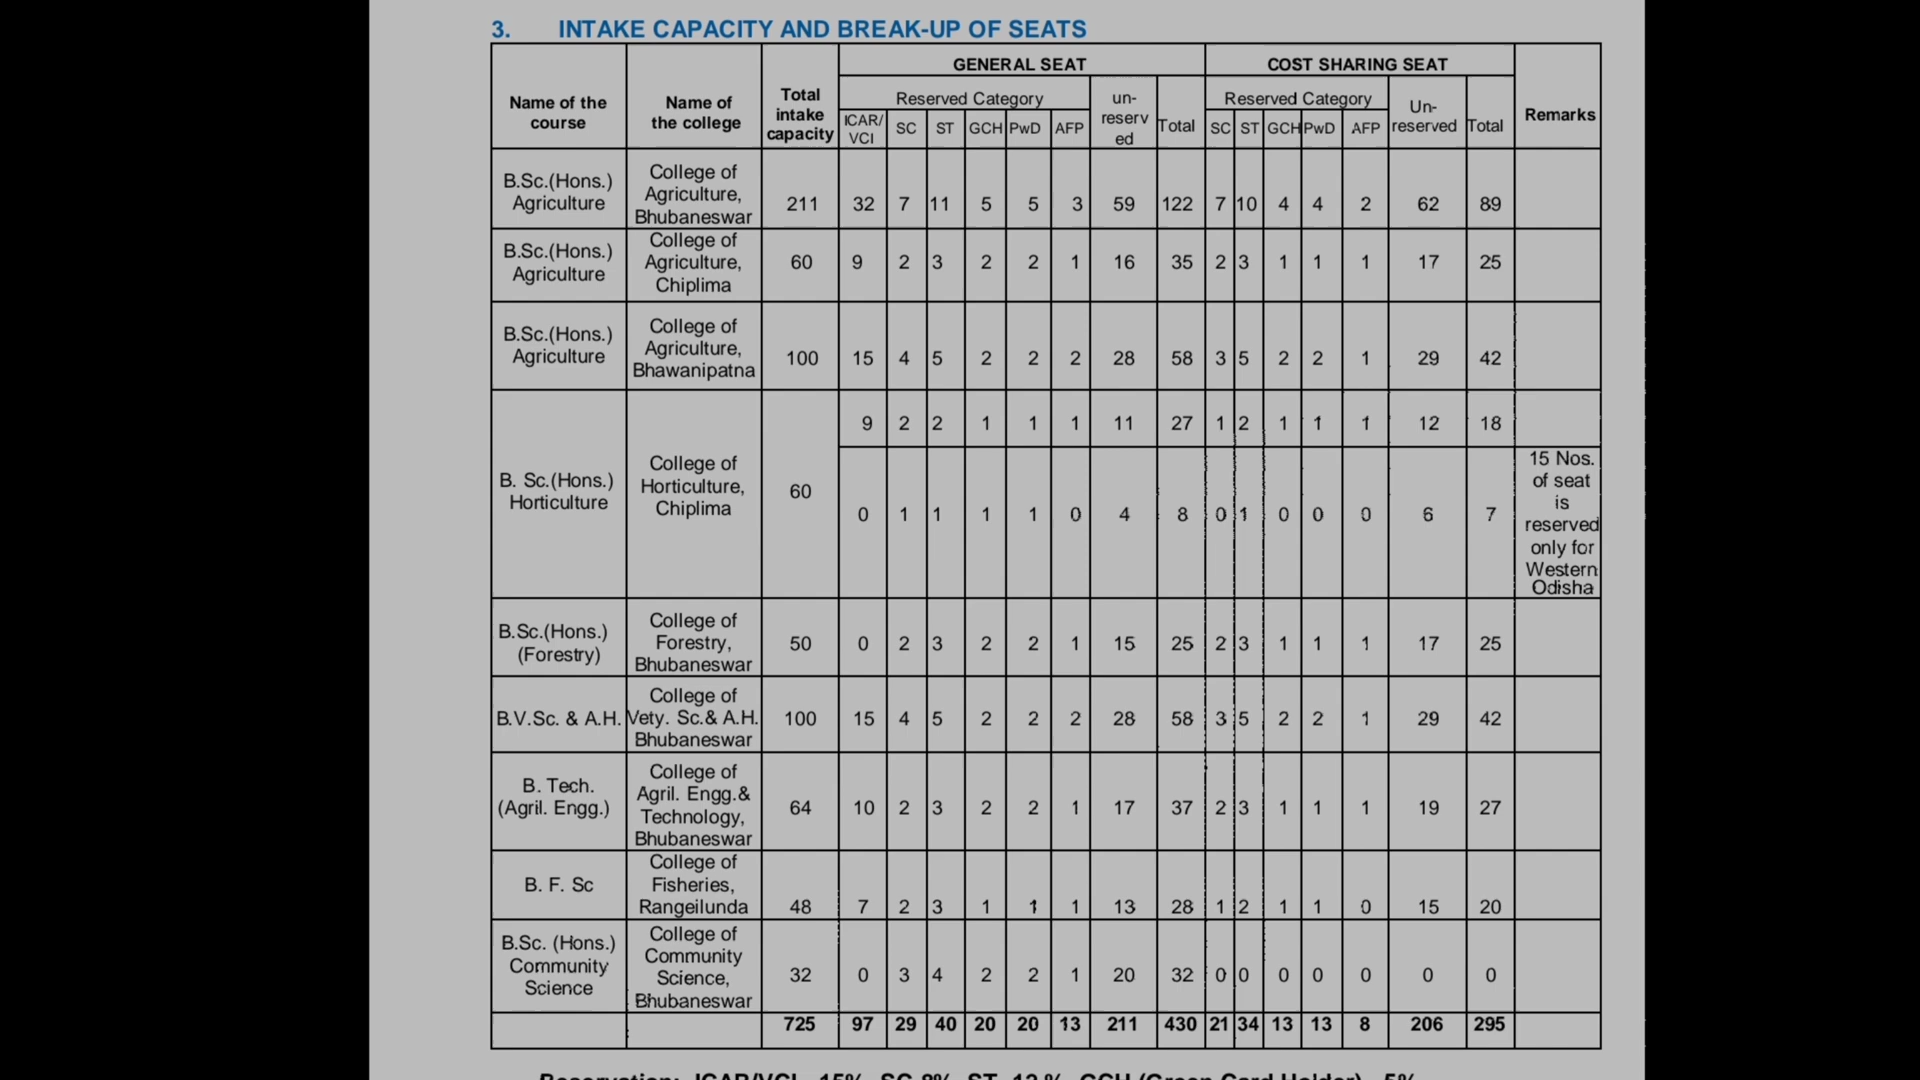 3. INTAKE CAPACITY AND BREAK-UP OF SEATS
Name of the course | Name of the college | Total intake capacity | GENERAL SEAT | COST SHARING SEAT | Remarks
Reserved Category | un-reserved | Total | Reserved Category | Un-reserved | Total
ICAR/VCI | SC | ST | GCH | PwD | AFP | SC | ST | GCH | PwD | AFP
B.Sc.(Hons.) Agriculture | College of Agriculture, Bhubaneswar | 211 | 32 | 7 | 11 | 5 | 5 | 3 | 59 | 122 | 7 | 10 | 4 | 4 | 2 | 62 | 89
B.Sc.(Hons.) Agriculture | College of Agriculture, Chiplima | 60 | 9 | 2 | 3 | 2 | 2 | 1 | 16 | 35 | 2 | 3 | 1 | 1 | 1 | 17 | 25
B.Sc.(Hons.) Agriculture | College of Agriculture, Bhawanipatna | 100 | 15 | 4 | 5 | 2 | 2 | 2 | 28 | 58 | 3 | 5 | 2 | 2 | 1 | 29 | 42
B. Sc.(Hons.) Horticulture | College of Horticulture, Chiplima | 60 | 9 | 2 | 2 | 1 | 1 | 1 | 11 | 27 | 1 | 2 | 1 | 1 | 1 | 12 | 18
0 | 1 | 1 | 1 | 1 | 0 | 4 | 8 | 0 | 1 | 0 | 0 | 0 | 6 | 7 | 15 Nos. of seat is reserved only for Western Odisha
B.Sc.(Hons.) (Forestry) | College of Forestry, Bhubaneswar | 50 | 0 | 2 | 3 | 2 | 2 | 1 | 15 | 25 | 2 | 3 | 1 | 1 | 1 | 17 | 25
B.V.Sc. & A.H. | College of Vety. Sc.& A.H. Bhubaneswar | 100 | 15 | 4 | 5 | 2 | 2 | 2 | 28 | 58 | 3 | 5 | 2 | 2 | 1 | 29 | 42
B. Tech. (Agril. Engg.) | College of Agril. Engg.& Technology, Bhubaneswar | 64 | 10 | 2 | 3 | 2 | 2 | 1 | 17 | 37 | 2 | 3 | 1 | 1 | 1 | 19 | 27
B. F. Sc | College of Fisheries, Rangeilunda | 48 | 7 | 2 | 3 | 1 | 1 | 1 | 13 | 28 | 1 | 2 | 1 | 1 | 0 | 15 | 20
B.Sc. (Hons.) Community Science | College of Community Science, Bhubaneswar | 32 | 0 | 3 | 4 | 2 | 2 | 1 | 20 | 32 | 0 | 0 | 0 | 0 | 0 | 0 | 0
725 | 97 | 29 | 40 | 20 | 20 | 13 | 211 | 430 | 21 | 34 | 13 | 13 | 8 | 206 | 295
Reservation: ICAR/VCI 15%, SC 8%, ST 12 %, GCH (Green Card Holder) 5%